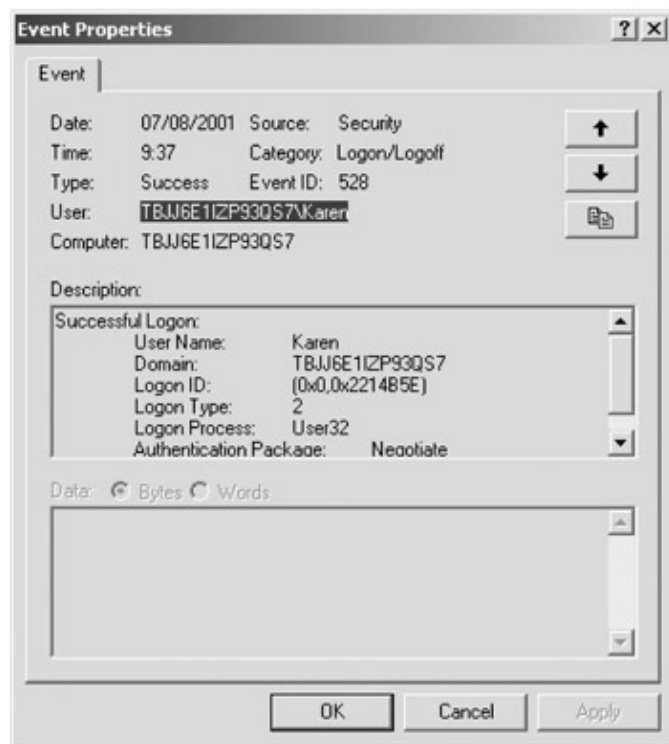 Event Properties
Event
Date: 07/08/2001 Source: Security
Time: 9:37 Category: Logon/Logoff
Type: Success Event ID: 528
User: TBJJ6E1IZP93QS7\Karen
Computer: TBJJ6E1IZP93QS7
Description:
Successful Logon:
User Name: Karen
Domain: TBJJ6E1IZP93QS7
Logon ID: (0x0,0x2214B5E)
Logon Type: 2
Logon Process: User32
Authentication Package: Negotiate
Data: Bytes Words
OK Cancel Apply